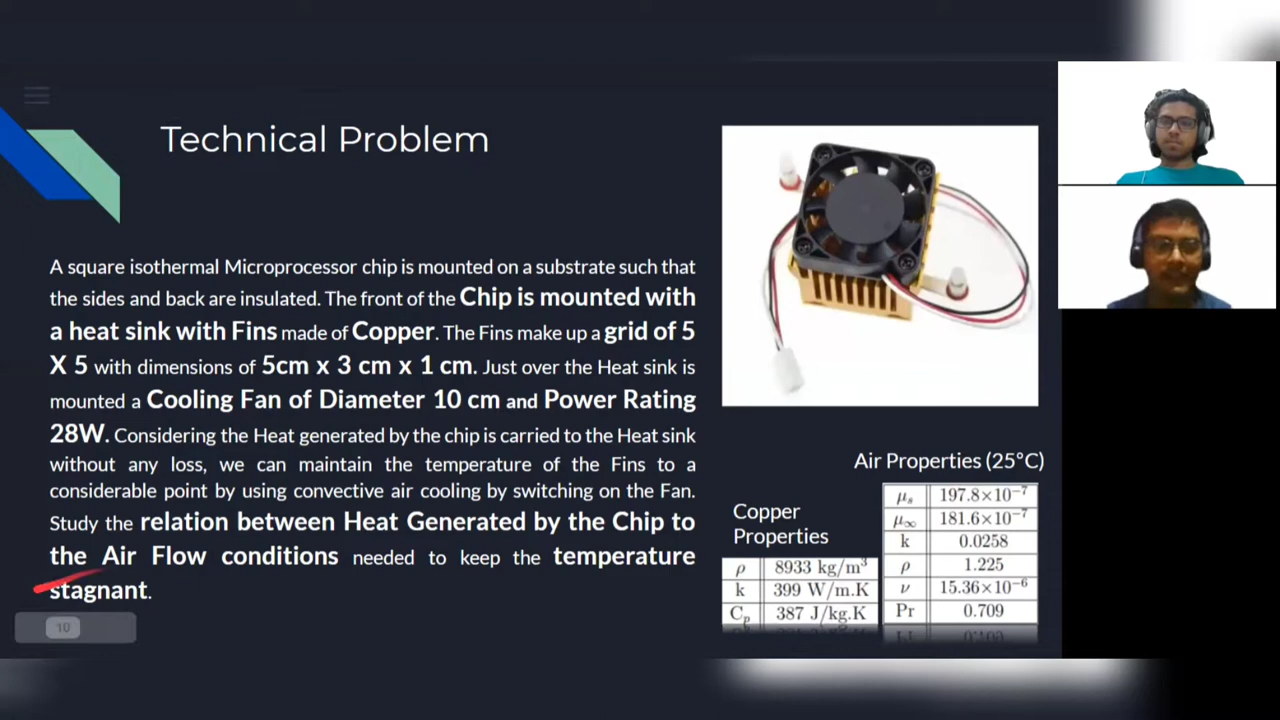 Technical Problem
A square isothermal Microprocessor chip is mounted on a substrate such that
the sides and back are insulated. The front of the Chip is mounted with
a heat sink with Fins made of Copper. The Fins make up a grid of 5
X 5 with dimensions of 5cm x 3 cm x 1 cm. Just over the Heat sink is
mounted a Cooling Fan of Diameter 10 cm and Power Rating
28W. Considering the Heat generated by the chip is carried to the Heat sink
without any loss, we can maintain the temperature of the Fins to a
considerable point by using convective air cooling by switching on the Fan.
Study the relation between Heat Generated by the Chip to
the Air Flow conditions needed to keep the temperature
stagnant.
10
Copper
Properties
ρ 8933 kg/m³
k 399 W/m.K
Cₚ 387 J/kg.K
Air Properties (25°C)
μₛ 197.8×10⁻⁷
μ∞ 181.6×10⁻⁷
k 0.0258
ρ 1.225
ν 15.36×10⁻⁶
Pr 0.709